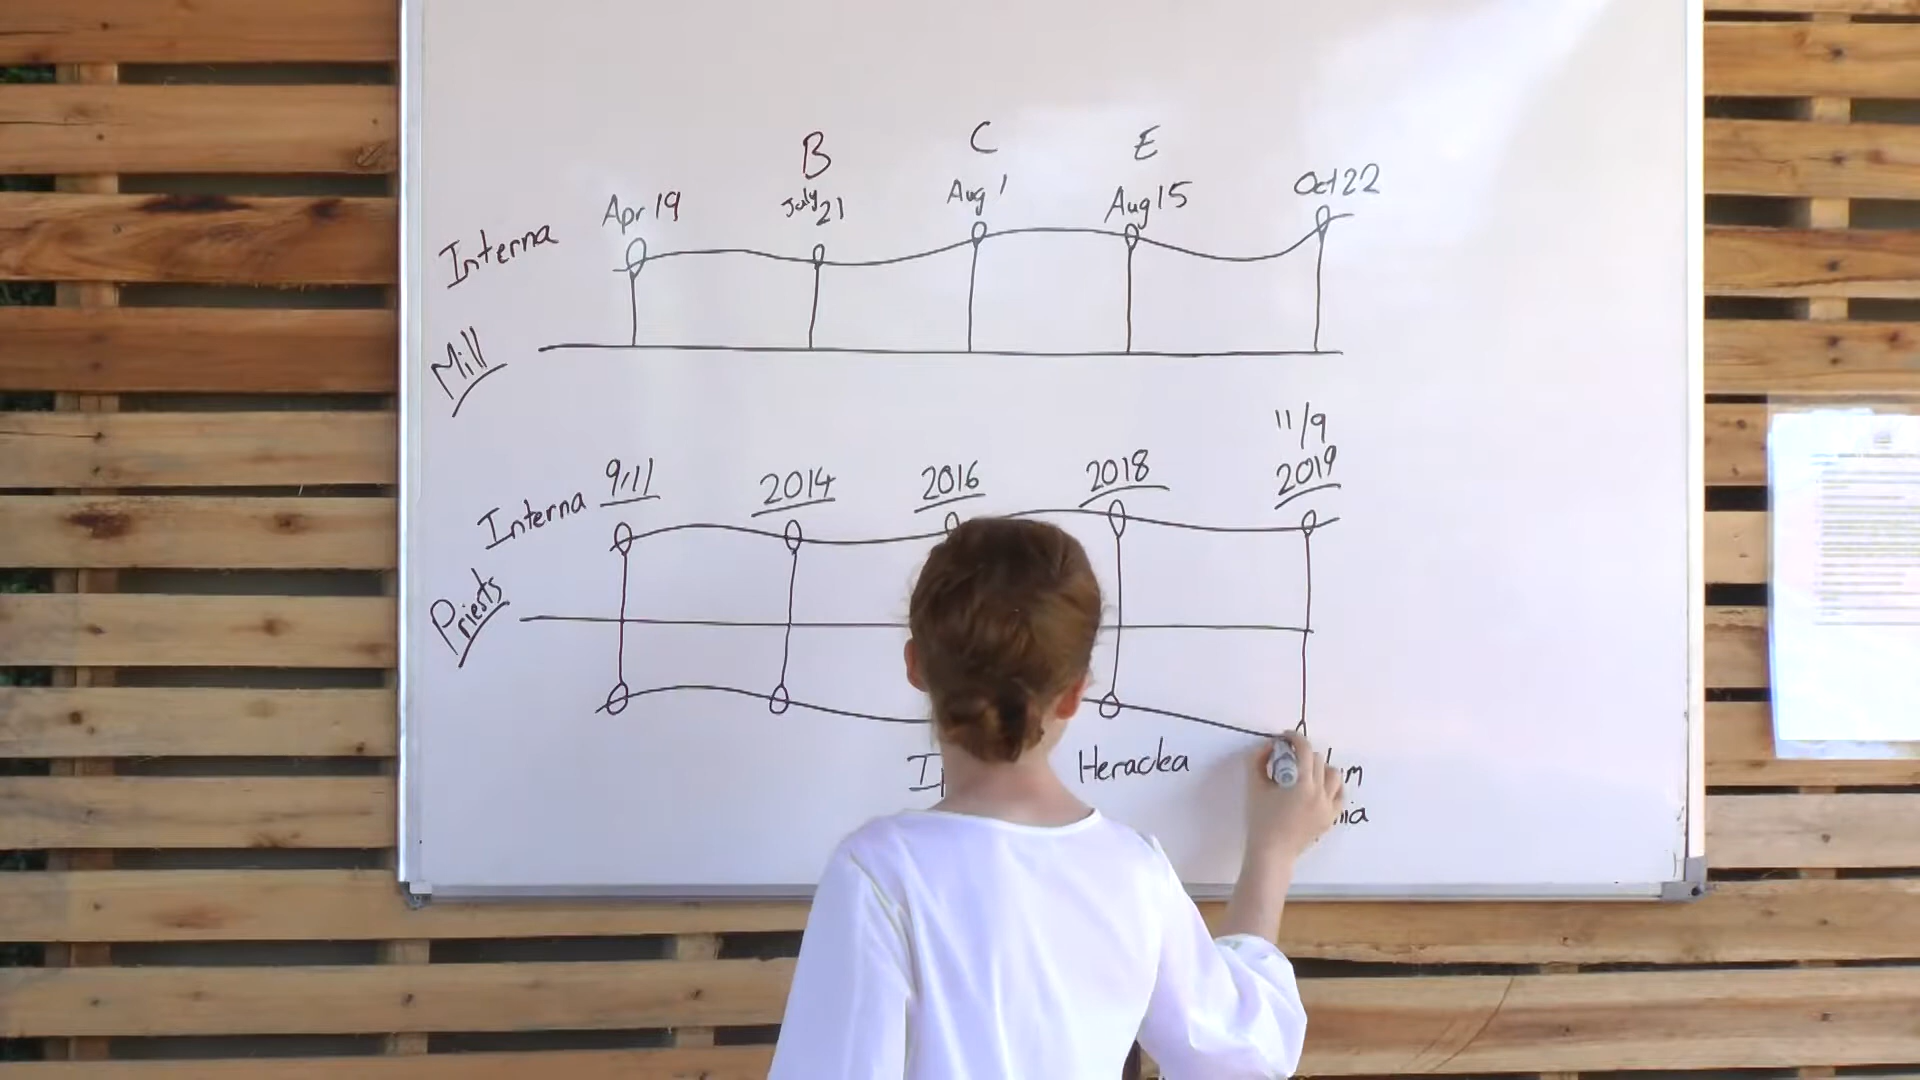 B C E
Apr 19 July 21 Aug 1 Aug 15 Oct 22
Interna
Mill
11/9
9/11 2014 2016 2018 2019
Interna
Priests
Heraclea